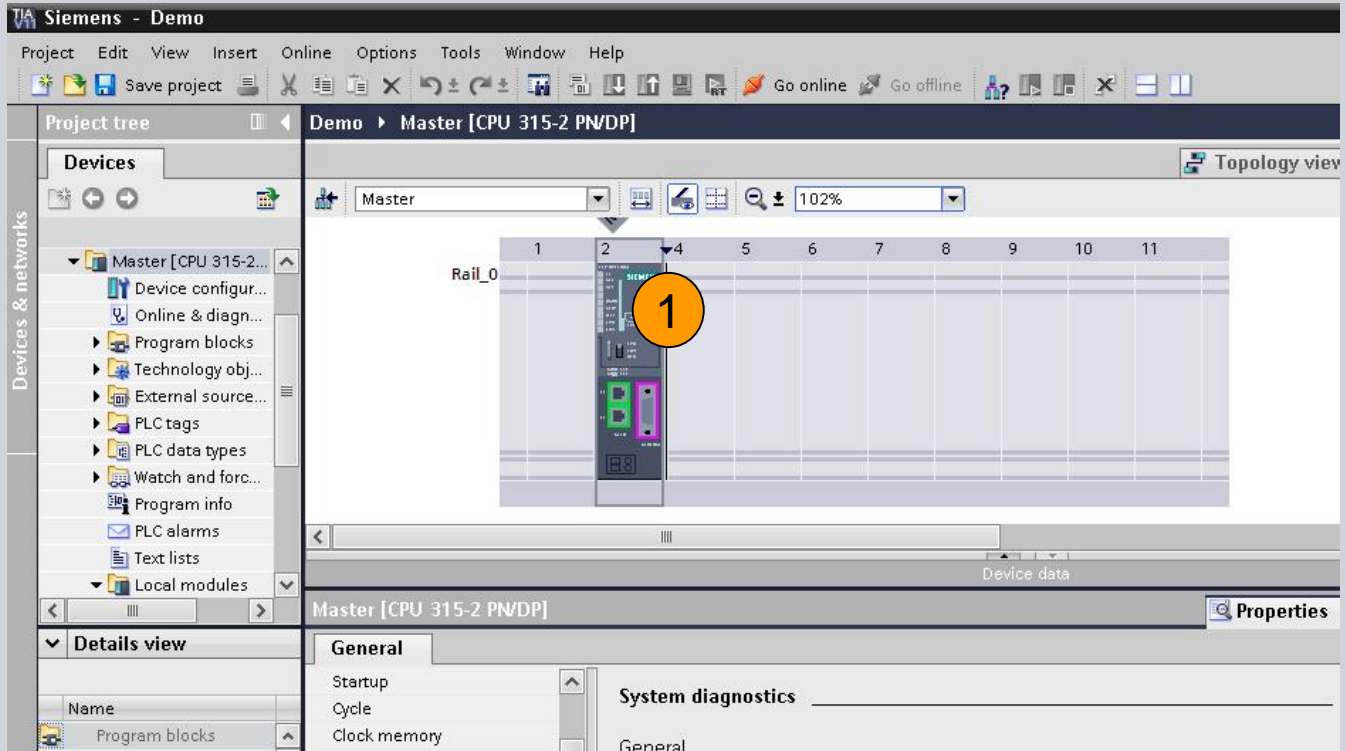 Siemens - Demo
Project Edit View Insert Online Options Tools Window Help
Save project Go online Go offline
Project tree
Demo ▸ Master [CPU 315-2 PN/DP]
Devices
Topology view
Master 102%
Devices & networks
1 2 4 5 6 7 8 9 10 11
Rail_0
1
Master [CPU 315-2...
Device configur...
Online & diagn...
Program blocks
Technology obj...
External source...
PLC tags
PLC data types
Watch and forc...
Program info
PLC alarms
Text lists
Local modules
Device data
Master [CPU 315-2 PN/DP]
Properties
Details view
General
Name
Program blocks
Startup
Cycle
Clock memory
System diagnostics
General